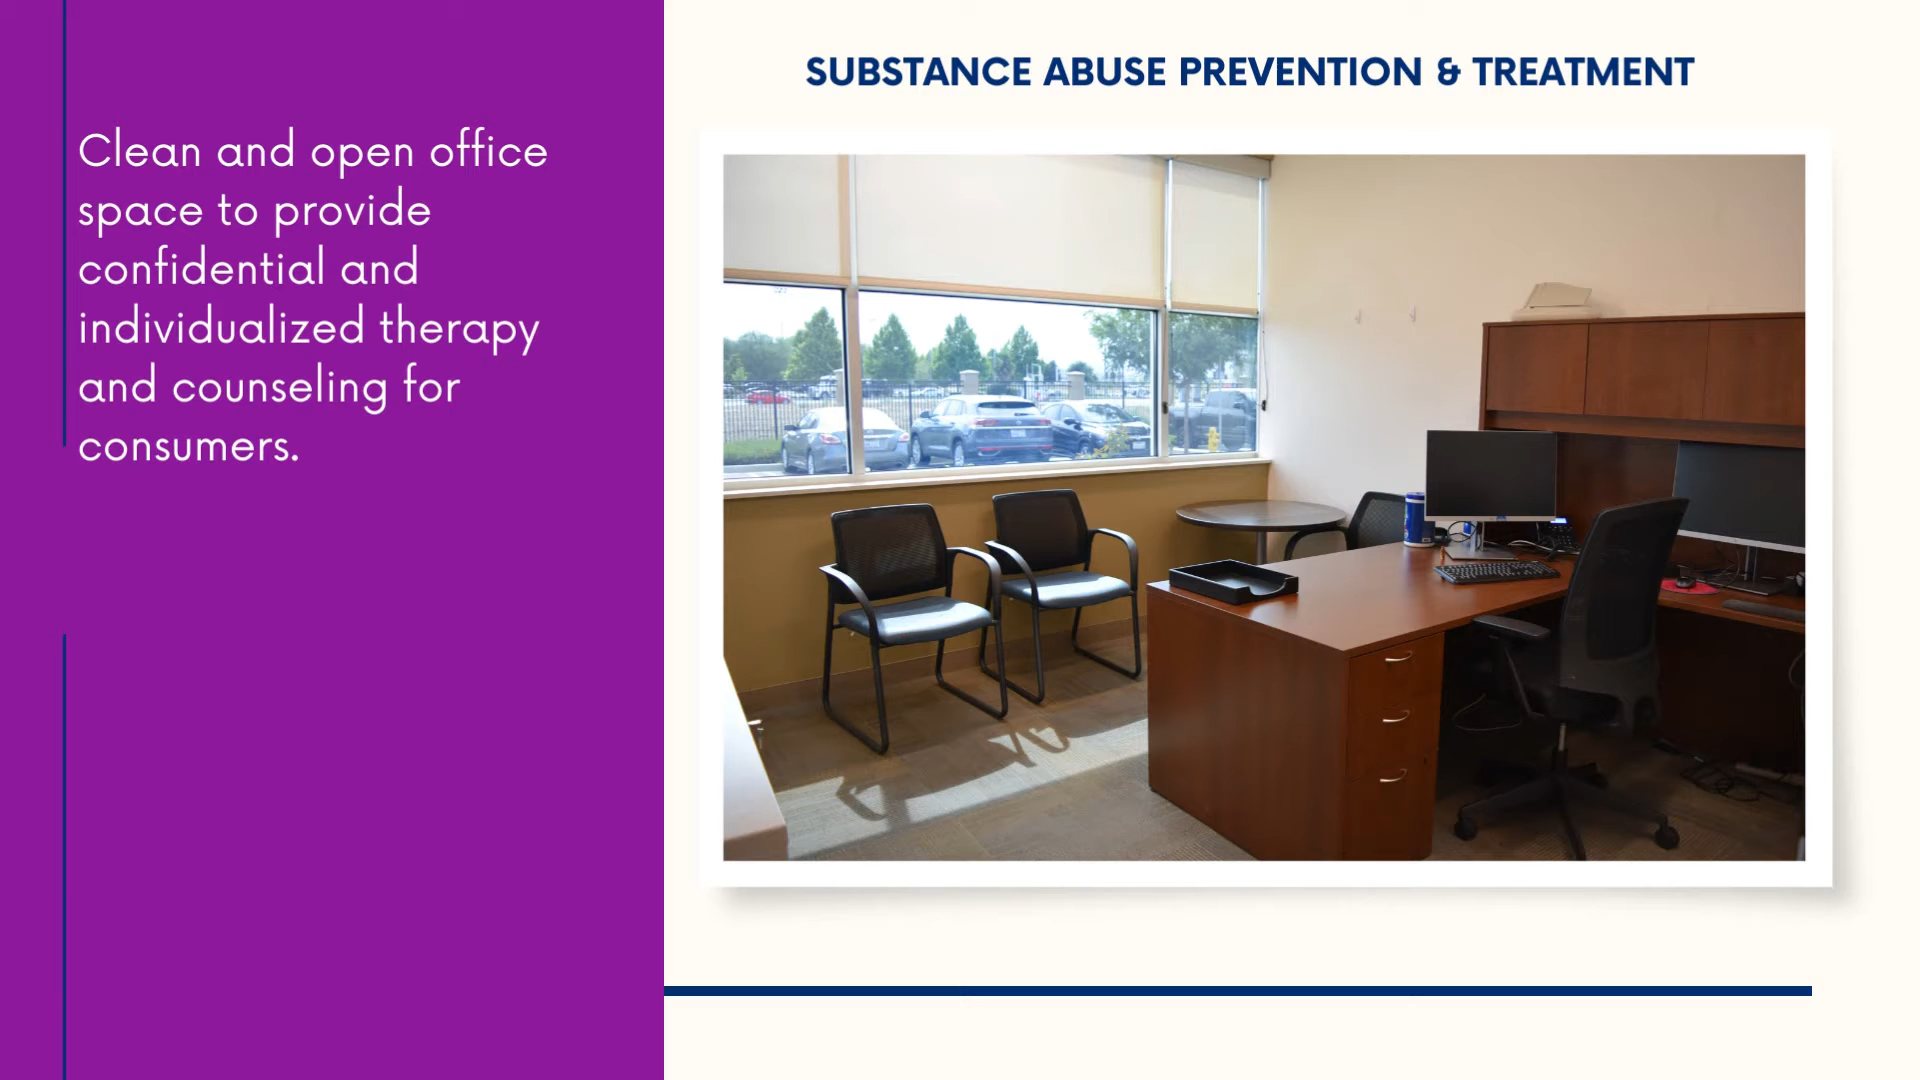 SUBSTANCE ABUSE PREVENTION & TREATMENT
Clean and open office
space to provide
confidential and
individualized therapy
and counseling for
consumers.